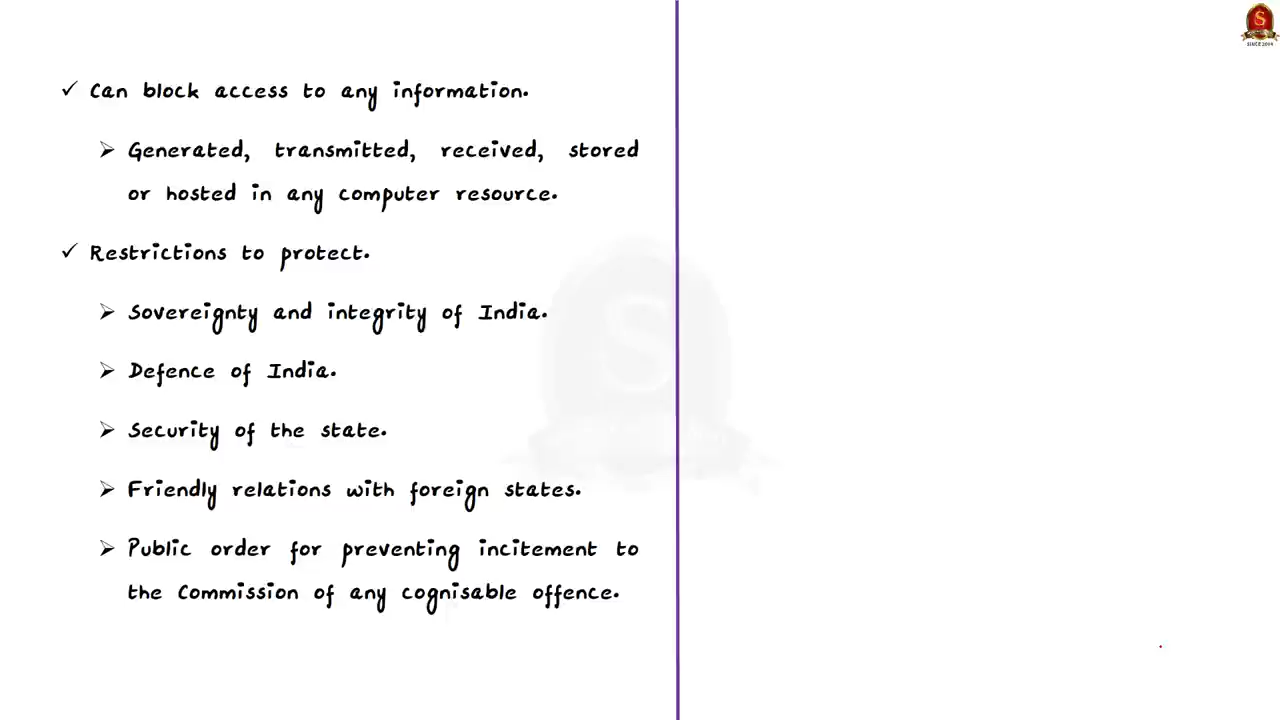 ✓ Can block access to any information.
➢ Generated, transmitted, received, stored
or hosted in any computer resource.
✓ Restrictions to protect.
➢ Sovereignty and integrity of India.
➢ Defence of India.
➢ Security of the state.
➢ Friendly relations with foreign states.
➢ Public order for preventing incitement to
the Commission of any cognisable offence.
S
SINCE 2004
S